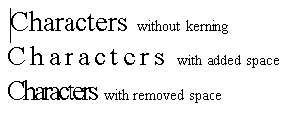 Characters without kerning
Characters with added space
Characters with removed space